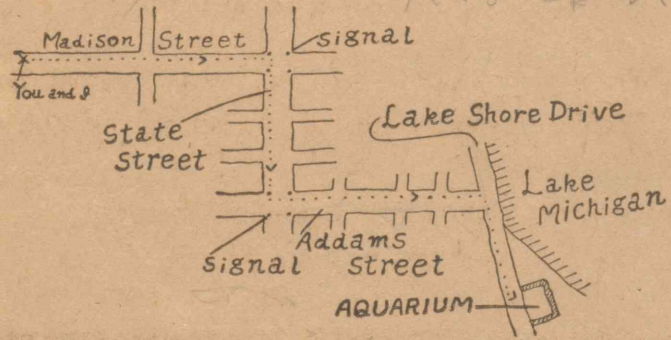 Madison Street
signal
You and I
State
Street
Lake Shore Drive
Lake
Michigan
Addams
Street
signal
AQUARIUM